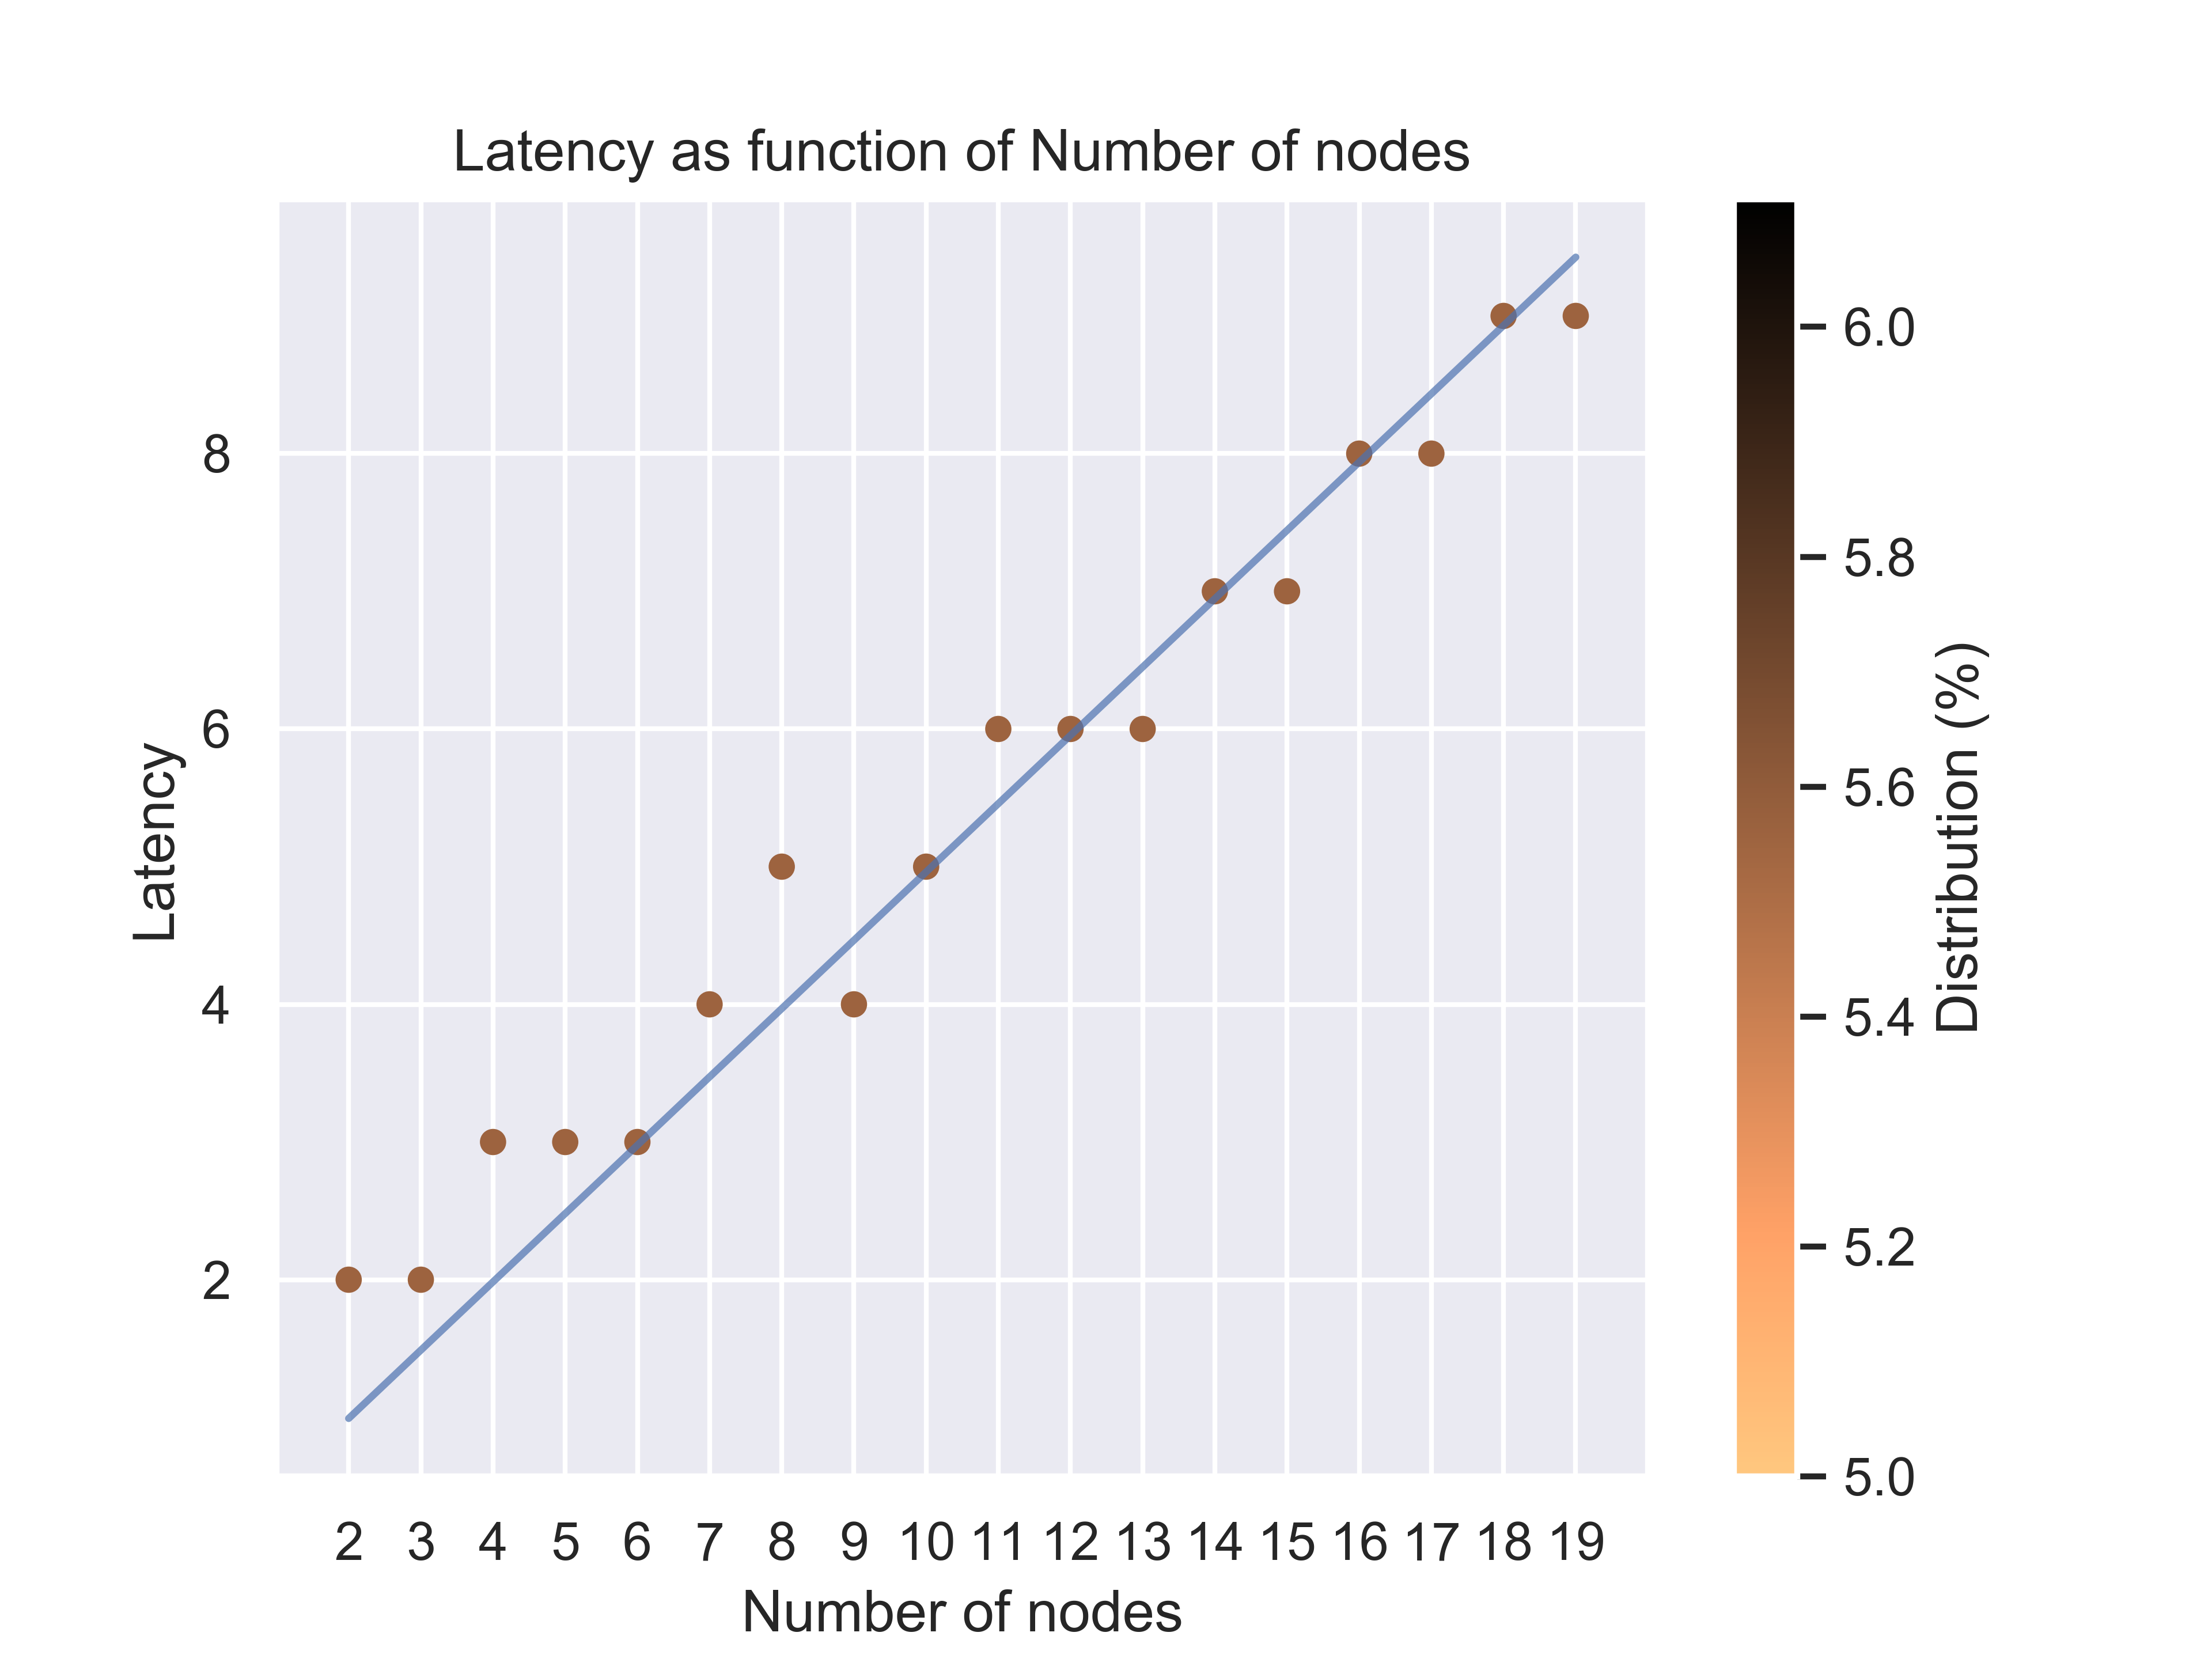 Latency as function of Number of nodes
8
6
4
2
Latency
2 3 4 5 6 7 8 9 10 11 12 13 14 15 16 17 18 19
Number of nodes
6.0
5.8
5.6
5.4
5.2
5.0
Distribution (%)